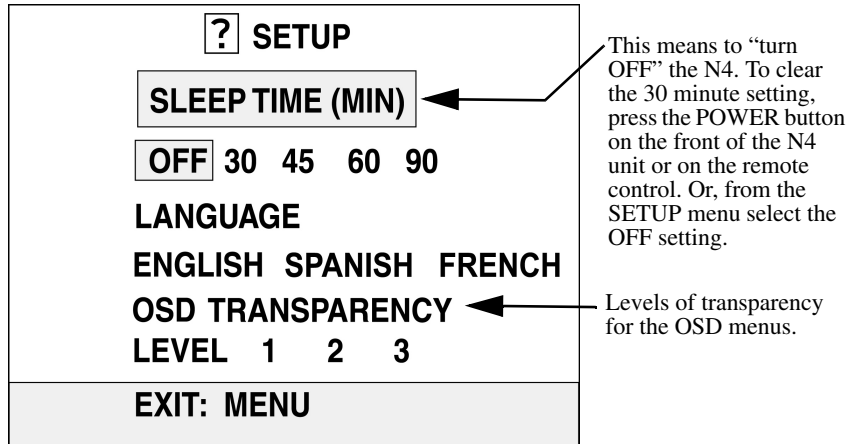 ? SETUP
SLEEP TIME (MIN)
OFF 30 45 60 90
LANGUAGE
ENGLISH SPANISH FRENCH
OSD TRANSPARENCY
LEVEL 1 2 3
EXIT: MENU
This means to “turn
OFF” the N4. To clear
the 30 minute setting,
press the POWER button
on the front of the N4
unit or on the remote
control. Or, from the
SETUP menu select the
OFF setting.
Levels of transparency
for the OSD menus.